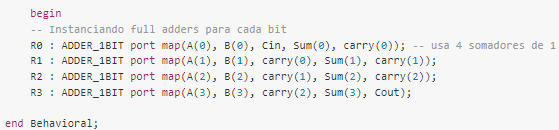 begin
-- Instanciando full adders para cada bit
R0 : ADDER_1BIT port map(A(0), B(0), Cin, Sum(0), carry(0)); -- usa 4 somadores de 1
R1 : ADDER_1BIT port map(A(1), B(1), carry(0), Sum(1), carry(1));
R2 : ADDER_1BIT port map(A(2), B(2), carry(1), Sum(2), carry(2));
R3 : ADDER_1BIT port map(A(3), B(3), carry(2), Sum(3), Cout);
end Behavioral;